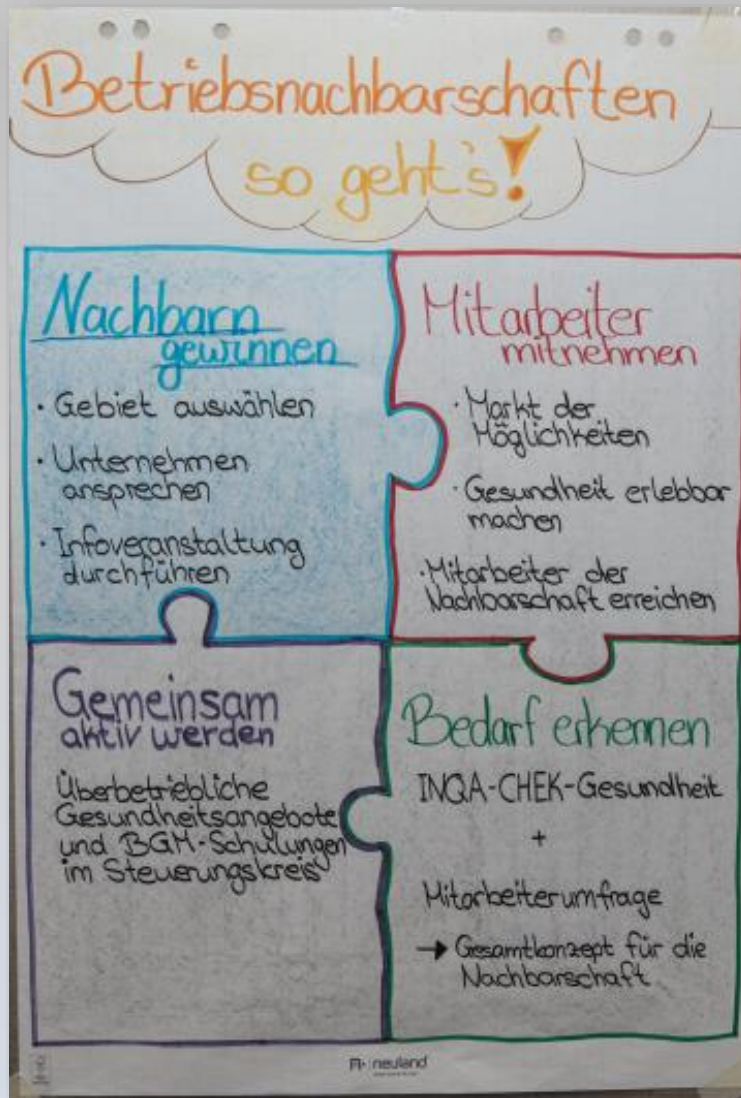 Betriebsnachbarschaften
so geht's!
Nachbarn
gewinnen
· Gebiet auswählen
· Unternehmen
ansprechen
· Infoveranstaltung
durchführen
Mitarbeiter
mitnehmen
· Markt der
Möglichkeiten
· Gesundheit erlebbar
machen
· Mitarbeiter der
Nachbarschaft erreichen
Gemeinsam
aktiv werden
Überbetriebliche
Gesundheitsangebote
und BGM-Schulungen
im Steuerungskreis
Bedarf erkennen
INQA-CHEK-Gesundheit
+
Mitarbeiterumfrage
→ Gesamtkonzept für die
Nachbarschaft
neuland